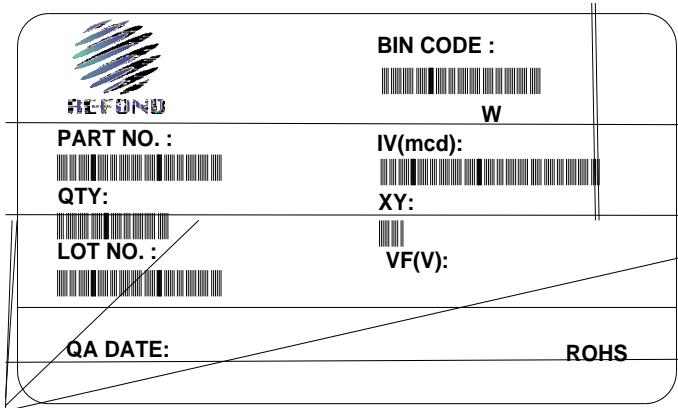 REFOND
BIN CODE :
W
PART NO. :
IV(mcd):
QTY:
XY:
LOT NO. :
VF(V):
QA DATE:
ROHS